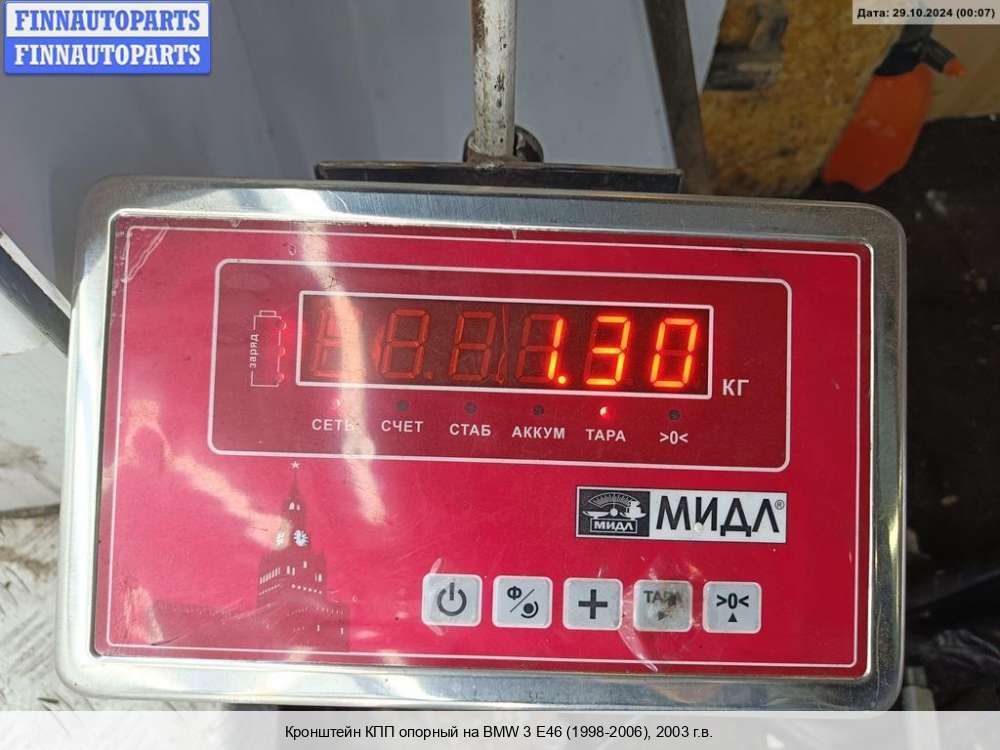 FINNAUTOPARTS
FINNAUTOPARTS
Дата: 29.10.2024 (00:07)
заряд
1.30
КГ
СЕТЬ СЧЕТ СТАБ АККУМ ТАРА >0<
МИДЛ МИДЛ®
Ф
ТАРА >0<
Кронштейн КПП опорный на BMW 3 E46 (1998-2006), 2003 г.в.